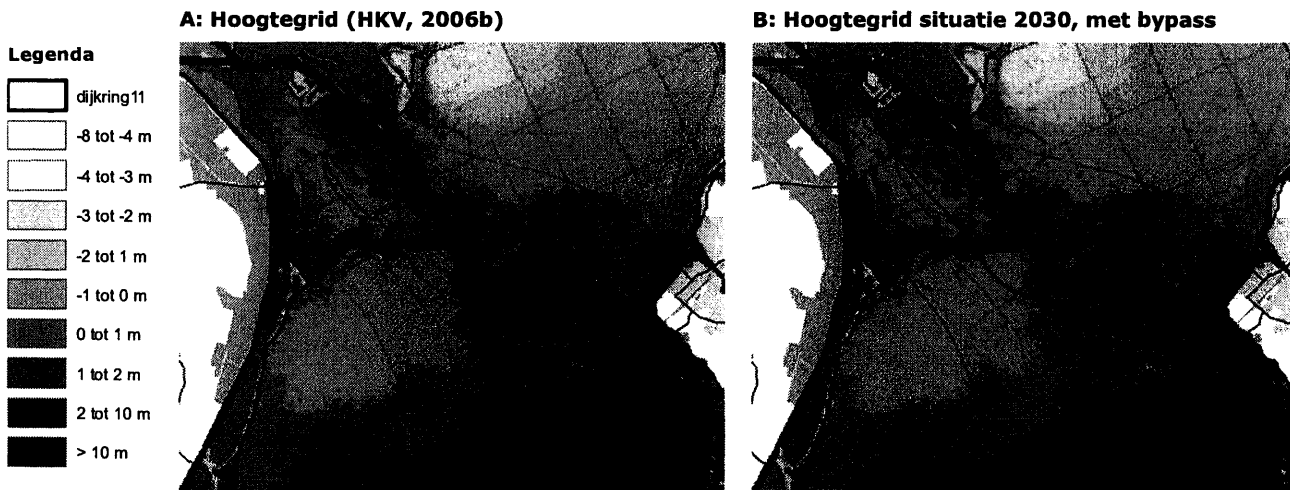 A: Hoogtegrid (HKV, 2006b)
B: Hoogtegrid situatie 2030, met bypass
Legenda
dijkring11
-8 tot -4 m
-4 tot -3 m
-3 tot -2 m
-2 tot 1 m
-1 tot 0 m
0 tot 1 m
1 tot 2 m
2 tot 10 m
> 10 m